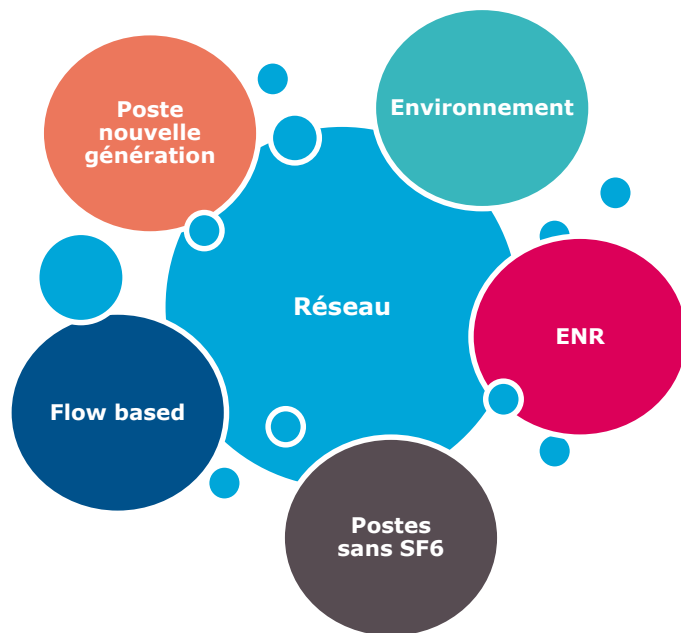 Poste
nouvelle
génération
Environnement
Réseau
ENR
Flow based
Postes
sans SF6